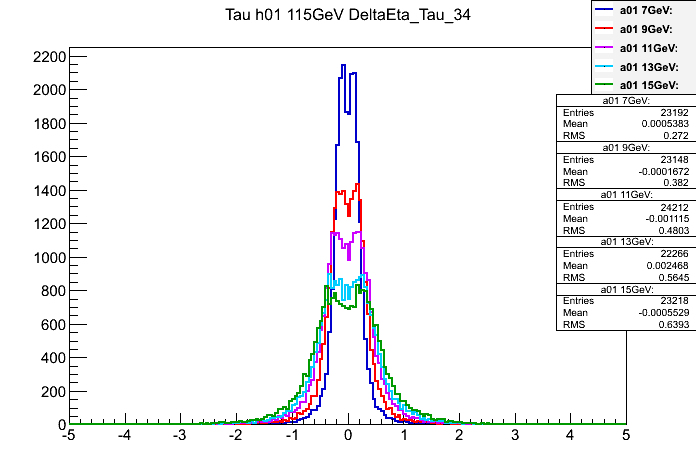 Tau h01 115GeV DeltaEta_Tau_34
a01 7GeV:
a01 9GeV:
a01 11GeV:
a01 13GeV:
a01 15GeV:
a01 7GeV:
Entries 23192
Mean 0.0005383
RMS 0.272
a01 9GeV:
Entries 23148
Mean -0.0001672
RMS 0.382
a01 11GeV:
Entries 24212
Mean -0.001115
RMS 0.4803
a01 13GeV:
Entries 22266
Mean 0.002468
RMS 0.5645
a01 15GeV:
Entries 23218
Mean -0.0005529
RMS 0.6393
2200
2000
1800
1600
1400
1200
1000
800
600
400
200
0
-5 -4 -3 -2 -1 0 1 2 3 4 5